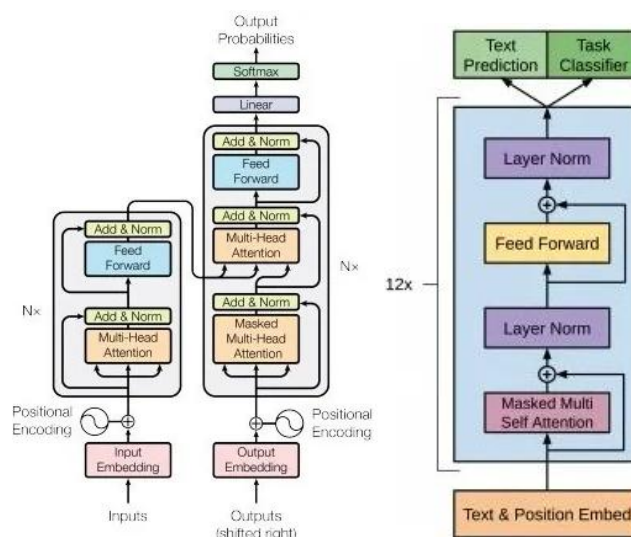 Output
Probabilities
Softmax
Linear
Add & Norm
Feed
Forward
Add & Norm
Multi-Head
Attention
Add & Norm
Masked
Multi-Head
Attention
N×
Add & Norm
Feed
Forward
Add & Norm
Multi-Head
Attention
N×
Positional
Encoding
Positional
Encoding
Input
Embedding
Output
Embedding
Inputs
Outputs
(shifted right)
Text
Prediction
Task
Classifier
Layer Norm
Feed Forward
12x
Layer Norm
Masked Multi
Self Attention
Text & Position Embed